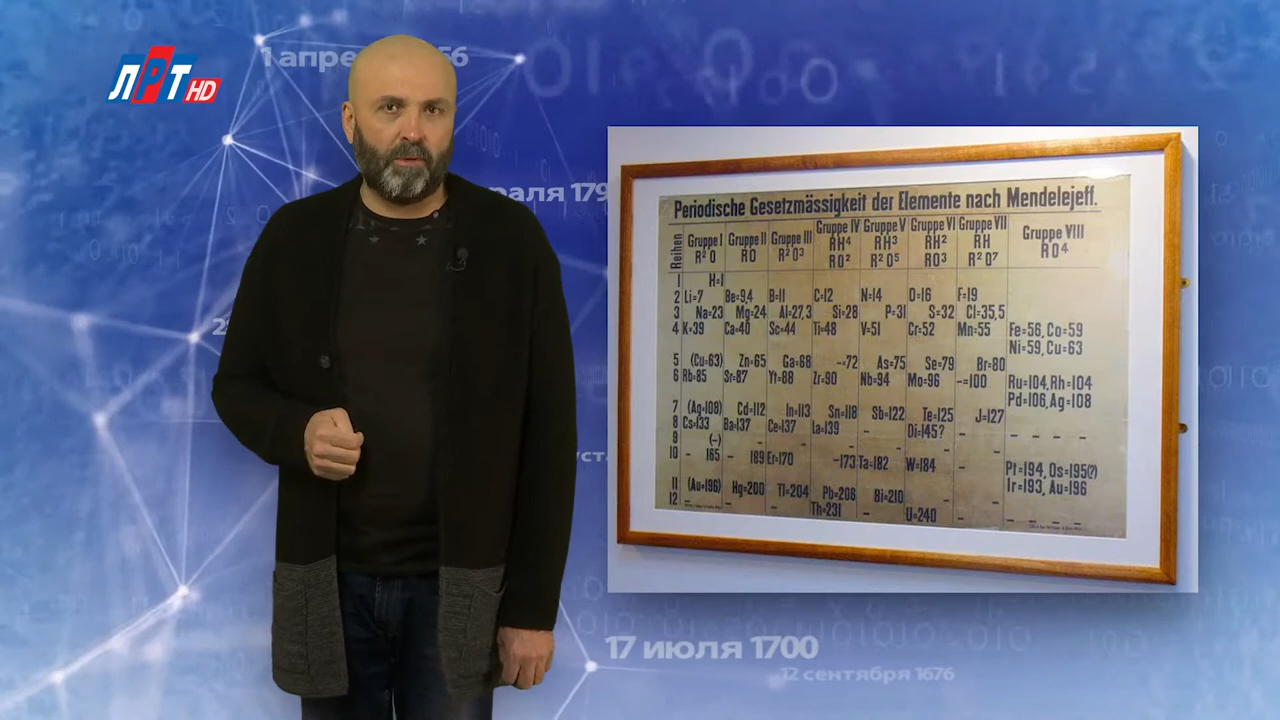 ЛРТ HD
1 апре
56
раля 179
17 июля 1700
12 сентября 1676
Periodische Gesetzmässigkeit der Elemente nach Mendelejeff.
Reihen
Gruppe I Gruppe II Gruppe III Gruppe IV Gruppe V Gruppe VI Gruppe VII Gruppe VIII
RH⁴ RH³ RH² RH
R²O RO R²O³ RO² R²O⁵ RO³ R²O⁷ RO⁴
1 H=1
2 Li=7 Be=9,4 B=11 C=12 N=14 O=16 F=19
3 Na=23 Mg=24 Al=27,3 Si=28 P=31 S=32 Cl=35,5
4 K=39 Ca=40 Sc=44 Ti=48 V=51 Cr=52 Mn=55 Fe=56, Co=59
Ni=59, Cu=63
5 (Cu=63) Zn=65 Ga=68 -=72 As=75 Se=79 Br=80
6 Rb=85 Sr=87 Yt=88 Zr=90 Nb=94 Mo=96 -=100 Ru=104, Rh=104
Pd=106, Ag=108
7 (Ag=108) Cd=112 In=113 Sn=118 Sb=122 Te=125 J=127
8 Cs=133 Ba=137 Ce=137 La=139 - Di=145? - - - - -
9 (-) - - - - - -
10 - 165 - 169 Er=170 -173 Ta=182 W=184 - Pt=194, Os=195(?)
Ir=193, Au=196
11 (Au=196) Hg=200 Tl=204 Pb=206 Bi=210 - -
12 - - - Th=231 - U=240 - - - - -